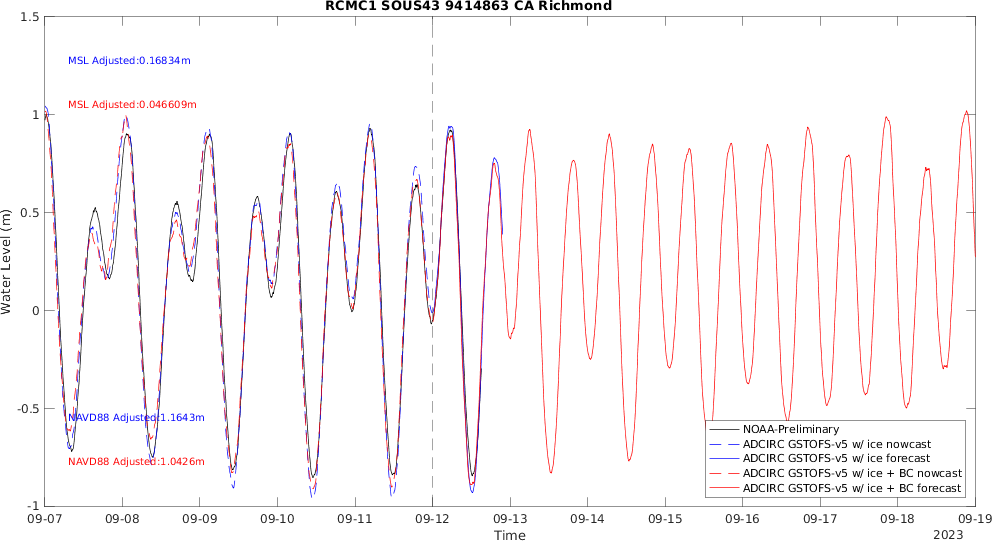 RCMC1 SOUS43 9414863 CA Richmond
1.5
1
0.5
0
-0.5
-1
Water Level (m)
MSL Adjusted:0.16834m
MSL Adjusted:0.046609m
NAVD88 Adjusted:1.1643m
NAVD88 Adjusted:1.0426m
NOAA-Preliminary
ADCIRC GSTOFS-v5 w/ ice nowcast
ADCIRC GSTOFS-v5 w/ ice forecast
ADCIRC GSTOFS-v5 w/ ice + BC nowcast
ADCIRC GSTOFS-v5 w/ ice + BC forecast
09-07 09-08 09-09 09-10 09-11 09-12 09-13 09-14 09-15 09-16 09-17 09-18 09-19
Time
2023